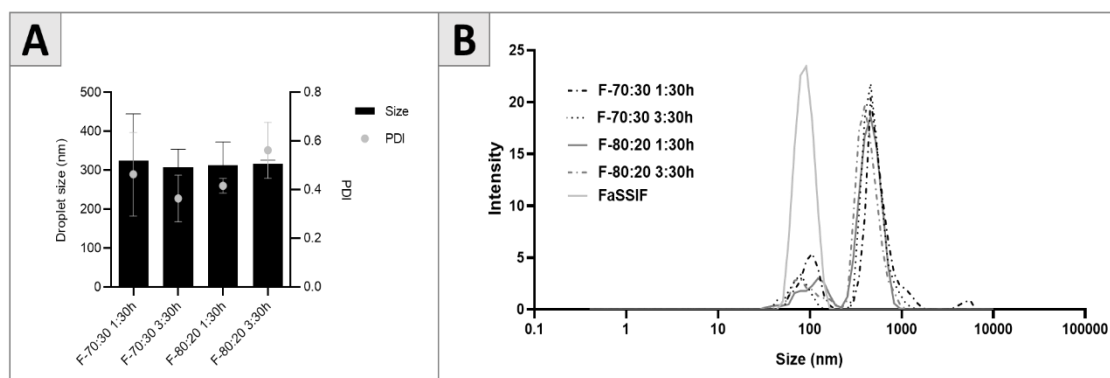 A
500
400
300
200
100
0
Droplet size (nm)
0.8
0.6
0.4
0.2
0.0
PDI
Size
PDI
F-70:30 1:30h
F-70:30 3:30h
F-80:20 1:30h
F-80:20 3:30h
B
25
20
15
10
5
0
Intensity
F-70:30 1:30h
F-70:30 3:30h
F-80:20 1:30h
F-80:20 3:30h
FaSSIF
0.1 1 10 100 1000 10000 100000
Size (nm)